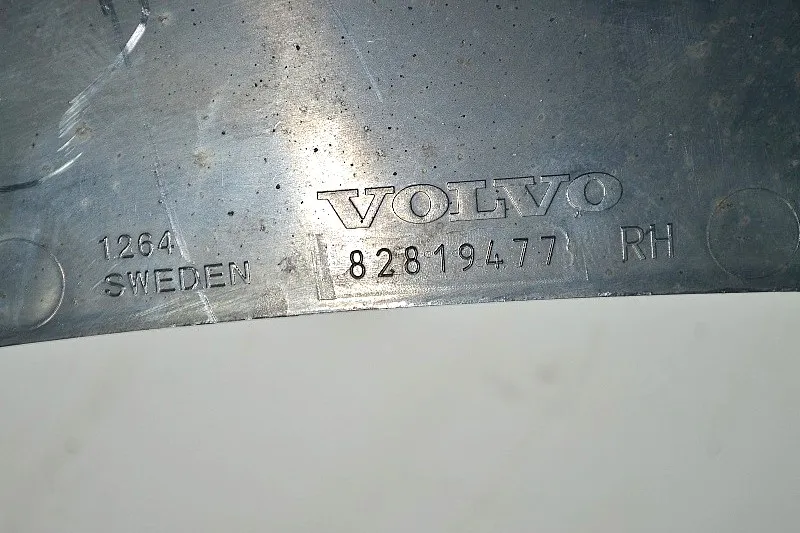 VOLVO
1264
SWEDEN
82819477
RH